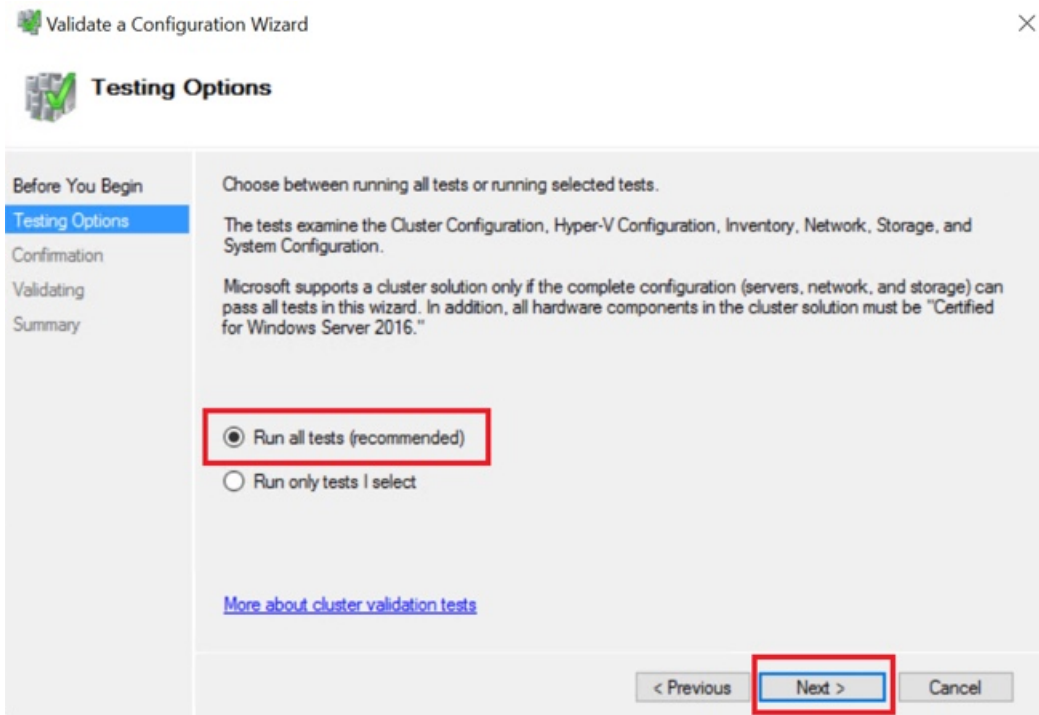 Validate a Configuration Wizard
Testing Options
Before You Begin
Testing Options
Confirmation
Validating
Summary
Choose between running all tests or running selected tests.
The tests examine the Cluster Configuration, Hyper-V Configuration, Inventory, Network, Storage, and
System Configuration.
Microsoft supports a cluster solution only if the complete configuration (servers, network, and storage) can
pass all tests in this wizard. In addition, all hardware components in the cluster solution must be "Certified
for Windows Server 2016."
Run all tests (recommended)
Run only tests I select
More about cluster validation tests
< Previous
Next >
Cancel